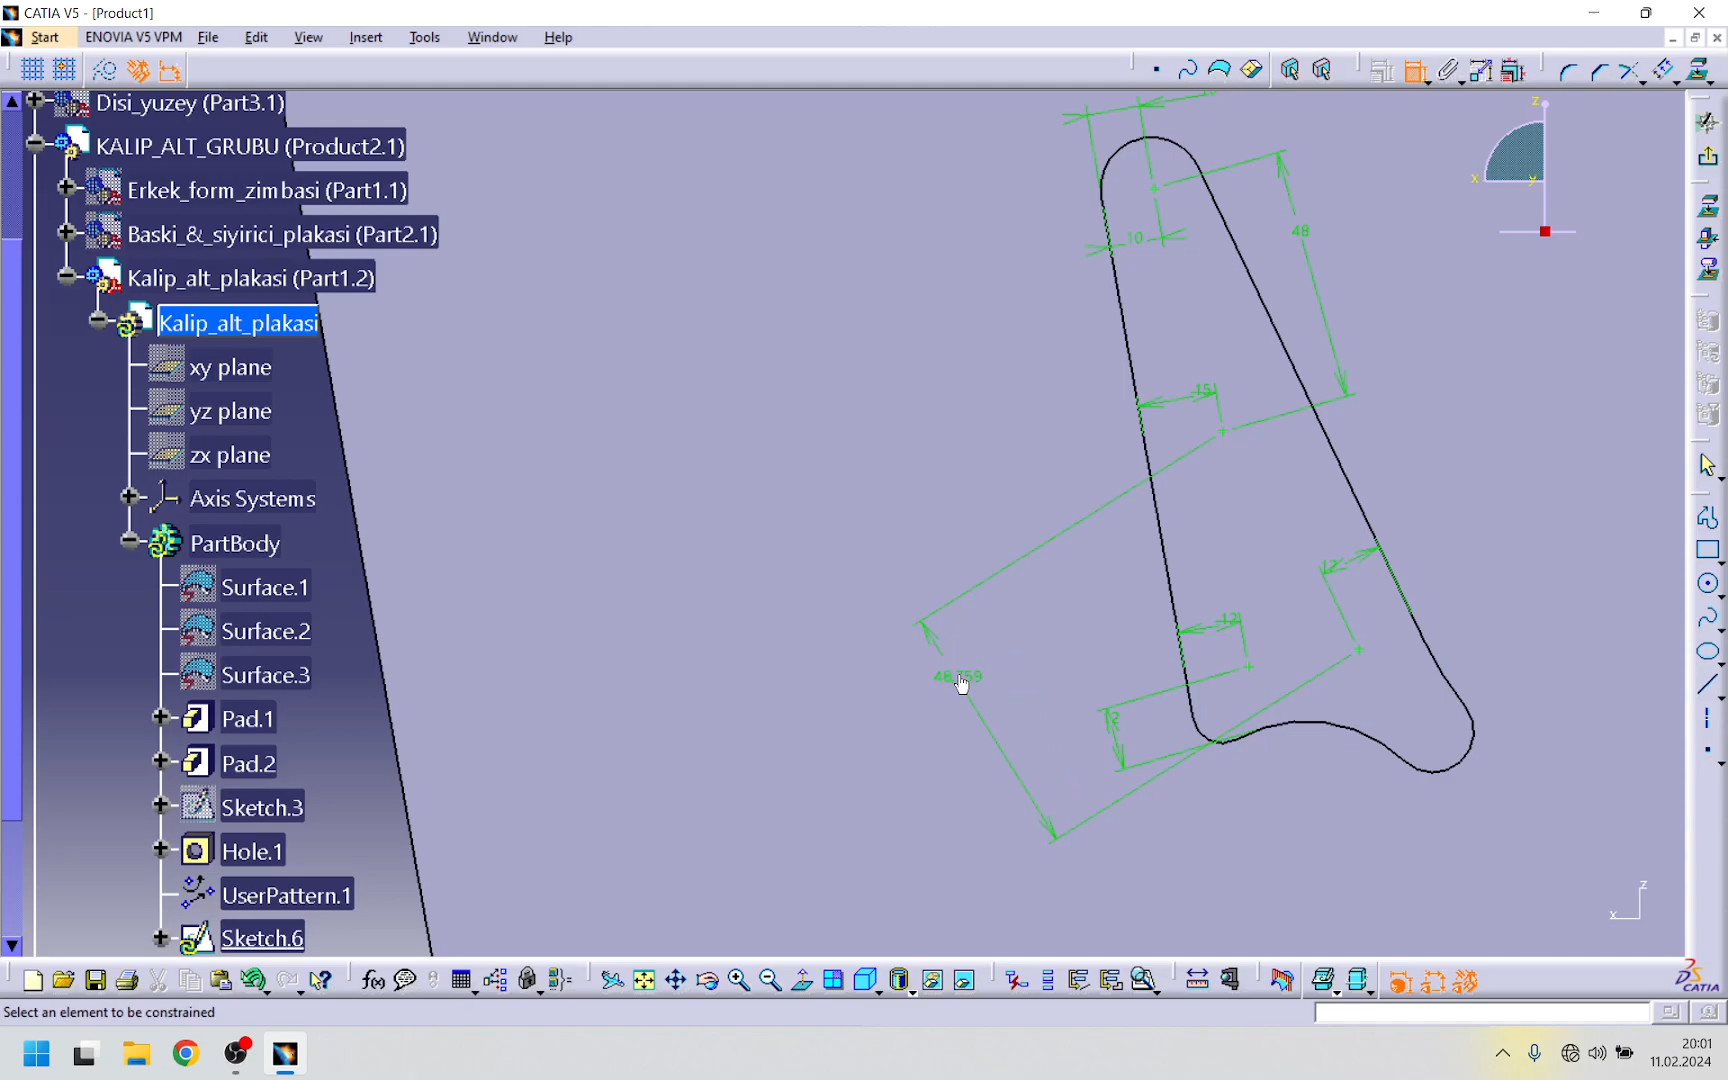 CATIA V5 - [Product1]
Start ENOVIA V5 VPM File Edit View Insert Tools Window Help
Disi_yuzey (Part3.1)
KALIP_ALT_GRUBU (Product2.1)
Erkek_form_zimbasi (Part1.1)
Baski_&_siyirici_plakasi (Part2.1)
Kalip_alt_plakasi (Part1.2)
Kalip_alt_plakasi
xy plane
yz plane
zx plane
Axis Systems
PartBody
Surface.1
Surface.2
Surface.3
Pad.1
Pad.2
Sketch.3
Hole.1
UserPattern.1
Sketch.6
10
48
15
12
z
x
y
z
x
f(x)
DS
CATIA
Select an element to be constrained
20:01
11.02.2024